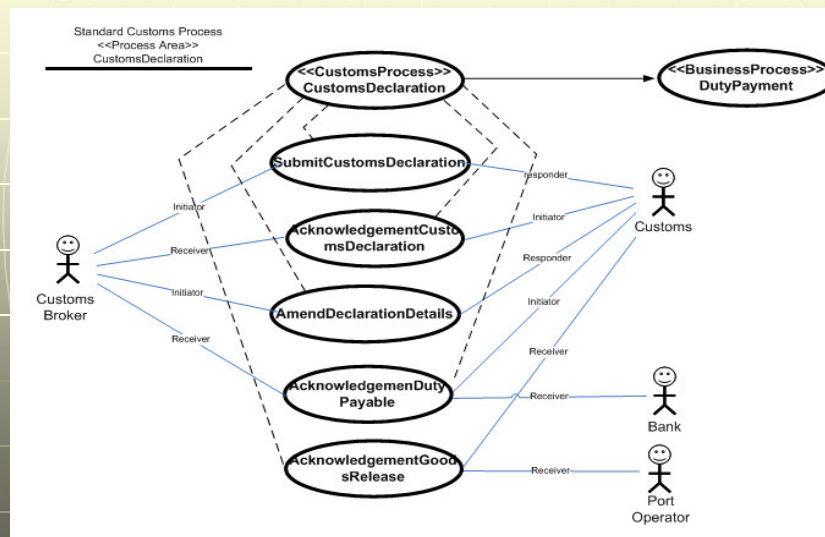 Standard Customs Process
<<Process Area>>
CustomsDeclaration
<<CustomsProcess>>
CustomsDeclaration
<<BusinessProcess>>
DutyPayment
SubmitCustomsDeclaration
responder
Initiator
Customs
AcknowledgementCusto
msDeclaration
Initiator
Receiver
Customs
Broker
Responder
Initiator
AmendDeclarationDetails
Initiator
Receiver
Receiver
AcknowledgemenDuty
Payable
Receiver
Bank
AcknowledgementGood
sRelease
Receiver
Port
Operator